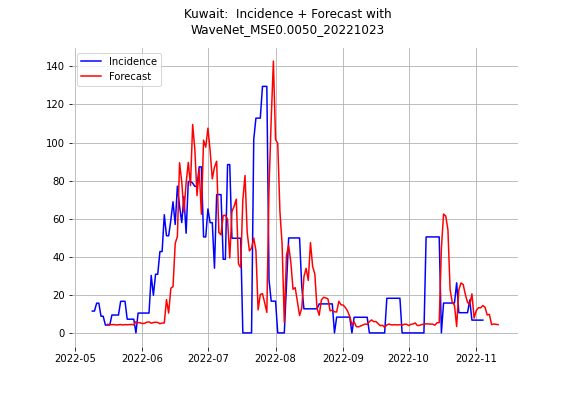 Kuwait:  Incidence + Forecast with
WaveNet_MSE0.0050_20221023
Incidence
Forecast
140
120
100
80
60
40
20
0
2022-05 2022-06 2022-07 2022-08 2022-09 2022-10 2022-11